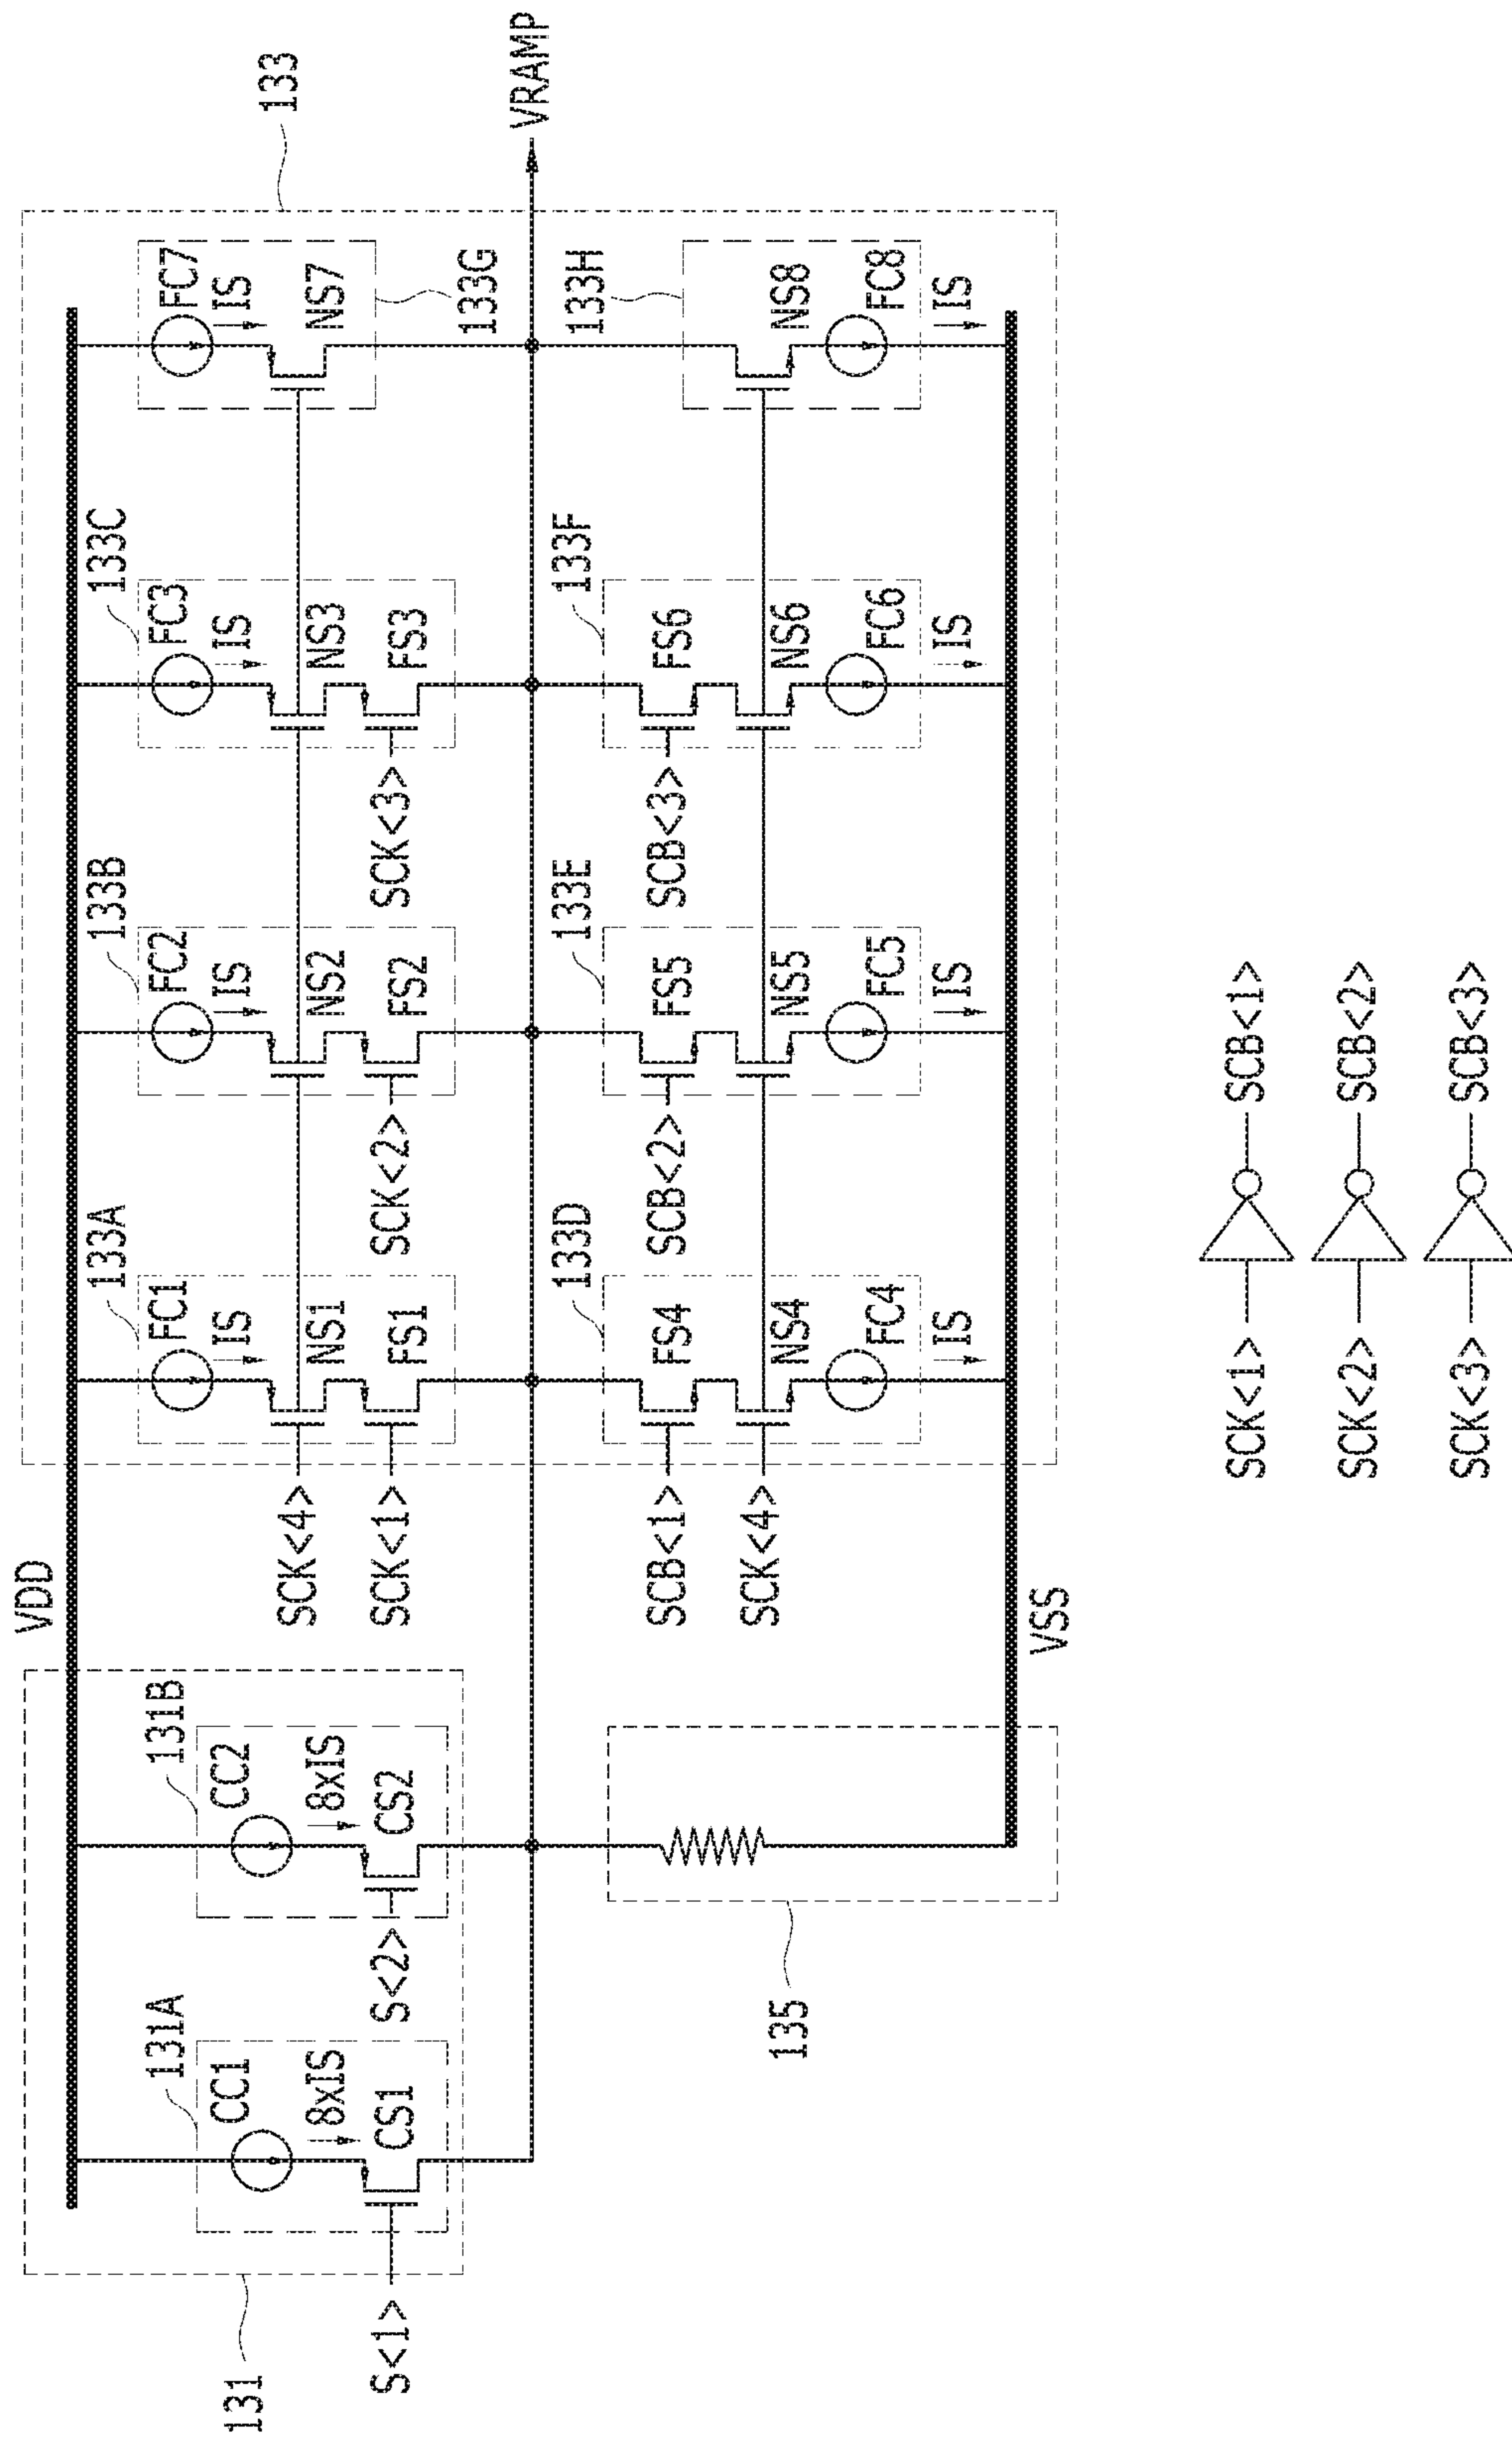 131
131A
CC1
8xIS
CS1
S<1>
131B
CC2
8xIS
CS2
S<2>
135
VDD
VSS
133
133A
FC1
IS
NS1
FS1
SCK<4>
SCK<1>
133B
FC2
IS
NS2
FS2
SCK<2>
133C
FC3
IS
NS3
FS3
SCK<3>
FC7
IS
NS7
133G
VRAMP
133D
FS4
NS4
FC4
IS
SCB<1>
SCK<4>
133E
FS5
NS5
FC5
IS
SCB<2>
133F
FS6
NS6
FC6
IS
SCB<3>
133H
NS8
FC8
IS
SCK<1> SCB<1>
SCK<2> SCB<2>
SCK<3> SCB<3>